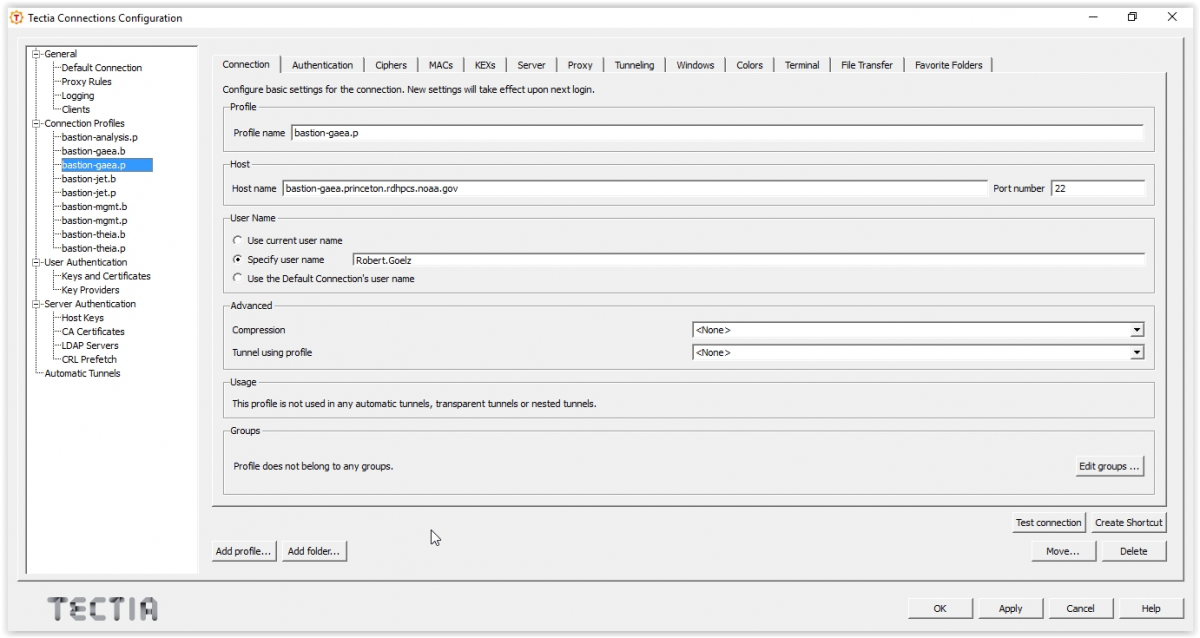 Tectia Connections Configuration
General
Default Connection
Proxy Rules
Logging
Clients
Connection Profiles
bastion-analysis.p
bastion-gaea.b
bastion-gaea.p
bastion-jet.b
bastion-jet.p
bastion-mgmt.b
bastion-mgmt.p
bastion-theia.b
bastion-theia.p
User Authentication
Keys and Certificates
Key Providers
Server Authentication
Host Keys
CA Certificates
LDAP Servers
CRL Prefetch
Automatic Tunnels
Connection Authentication Ciphers MACs KEXs Server Proxy Tunneling Windows Colors Terminal File Transfer Favorite Folders
Configure basic settings for the connection. New settings will take effect upon next login.
Profile
Profile name bastion-gaea.p
Host
Host name bastion-gaea.princeton.rdhpcs.noaa.gov Port number 22
User Name
Use current user name
Specify user name Robert.Goelz
Use the Default Connection's user name
Advanced
Compression <None>
Tunnel using profile <None>
Usage
This profile is not used in any automatic tunnels, transparent tunnels or nested tunnels.
Groups
Profile does not belong to any groups. Edit groups ...
Test connection Create Shortcut
Add profile... Add folder... Move... Delete
TECTIA OK Apply Cancel Help